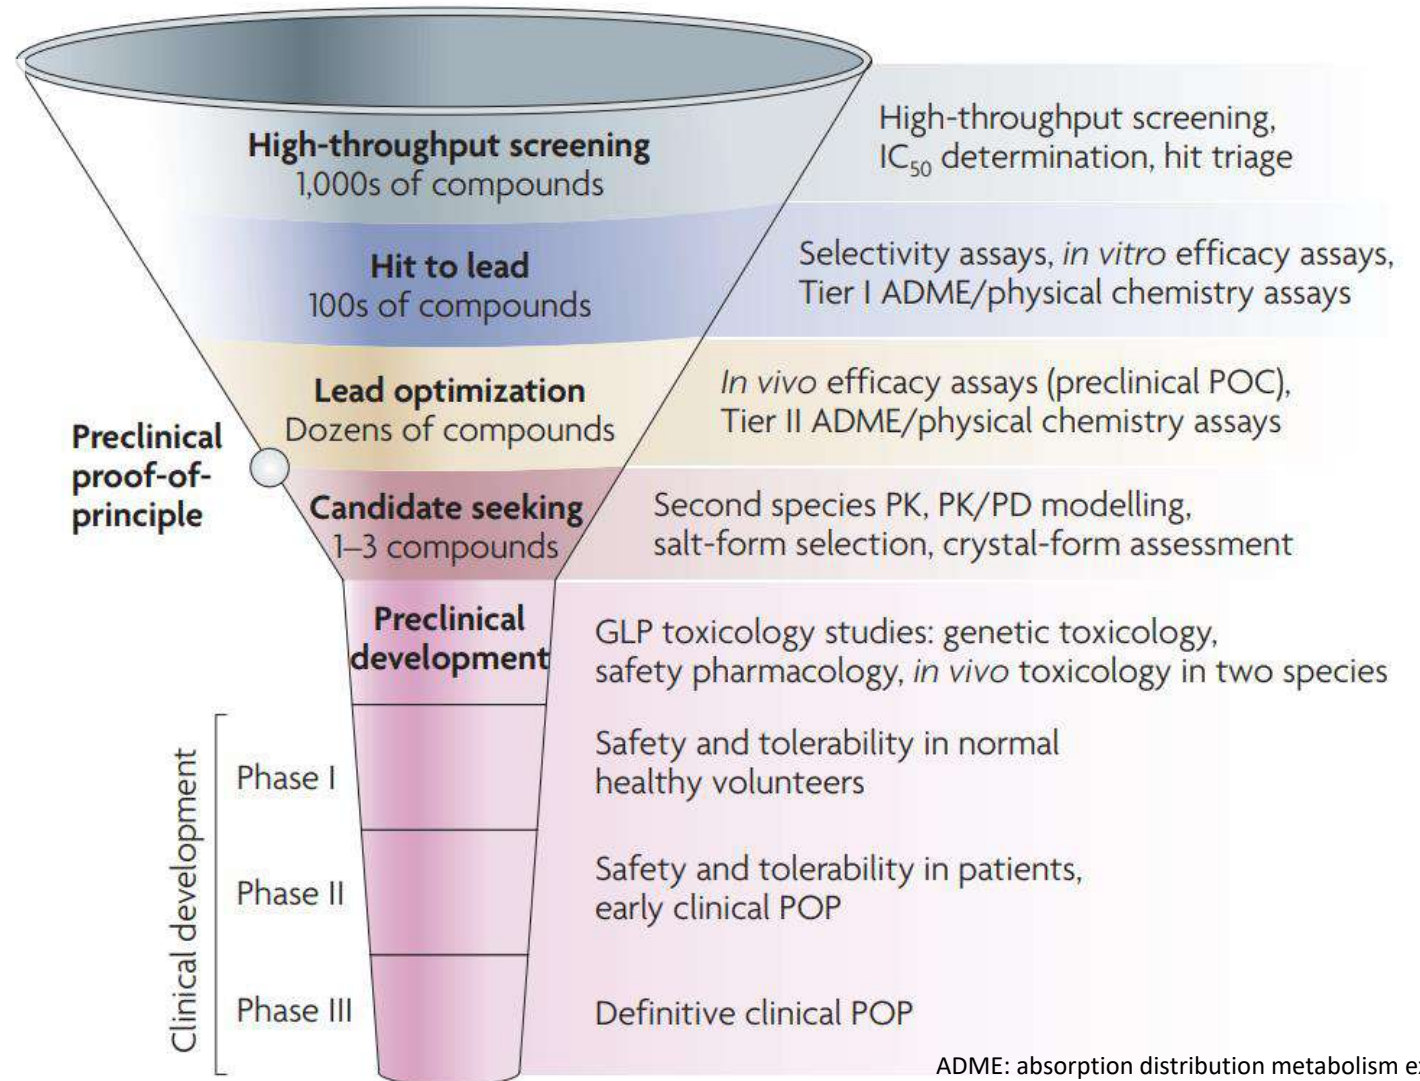 High-throughput screening
1,000s of compounds
High-throughput screening,
IC50 determination, hit triage
Hit to lead
100s of compounds
Selectivity assays, in vitro efficacy assays,
Tier I ADME/physical chemistry assays
Lead optimization
Dozens of compounds
In vivo efficacy assays (preclinical POC),
Tier II ADME/physical chemistry assays
Preclinical
proof-of-
principle
Candidate seeking
1–3 compounds
Second species PK, PK/PD modelling,
salt-form selection, crystal-form assessment
Preclinical
development
GLP toxicology studies: genetic toxicology,
safety pharmacology, in vivo toxicology in two species
Clinical development
Phase I
Safety and tolerability in normal
healthy volunteers
Phase II
Safety and tolerability in patients,
early clinical POP
Phase III
Definitive clinical POP
ADME: absorption distribution metabolism